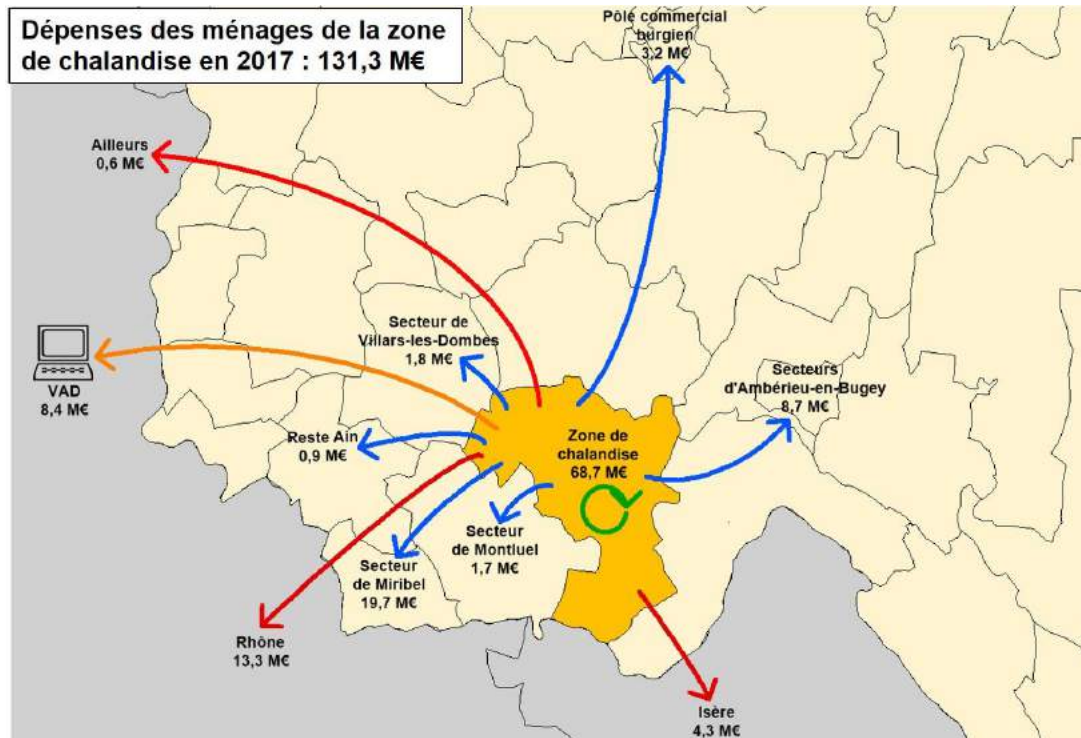 Dépenses des ménages de la zone
de chalandise en 2017 : 131,3 M€
Pôle commercial
burgien
3,2 M€
Ailleurs
0,6 M€
Secteur de
Villars-les-Dombes
1,8 M€
VAD
8,4 M€
Secteurs
d'Ambérieu-en-Bugey
8,7 M€
Reste Ain
0,9 M€
Zone de
chalandise
68,7 M€
Secteur
de Montluel
1,7 M€
Secteur
de Miribel
19,7 M€
Rhône
13,3 M€
Isère
4,3 M€